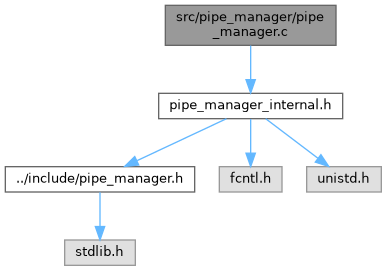 src/pipe_manager/pipe
_manager.c
pipe_manager_internal.h
../include/pipe_manager.h
fcntl.h
unistd.h
stdlib.h